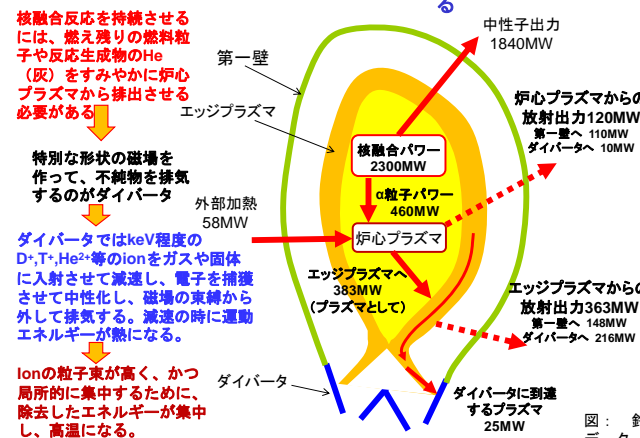 る
核融合反応を持続させる
には、燃え残りの燃料粒
子や反応生成物のHe
（灰）をすみやかに炉心
プラズマから排出させる
必要がある
特別な形状の磁場を
作って、不純物を排気
するのがダイバータ
ダイバータではkeV程度の
D+,T+,He2+等のionをガスや固体
に入射させて減速し、電子を捕獲
させて中性化し、磁場の束縛から
外して排気する。減速の時に運動
エネルギーが熱になる。
Ionの粒子束が高く、かつ
局所的に集中するために、
除去したエネルギーが集中
し、高温になる。
第一壁
エッジプラズマ
外部加熱
58MW
ダイバータ
中性子出力
1840MW
核融合パワー
2300MW
α粒子パワー
460MW
炉心プラズマ
エッジプラズマへ
383MW
(プラズマとして)
炉心プラズマからの
放射出力120MW
第一壁へ 110MW
ダイバータへ 10MW
エッジプラズマからの
放射出力363MW
第一壁へ 148MW
ダイバータへ 216MW
ダイバータに到達
するプラズマ
25MW
図：